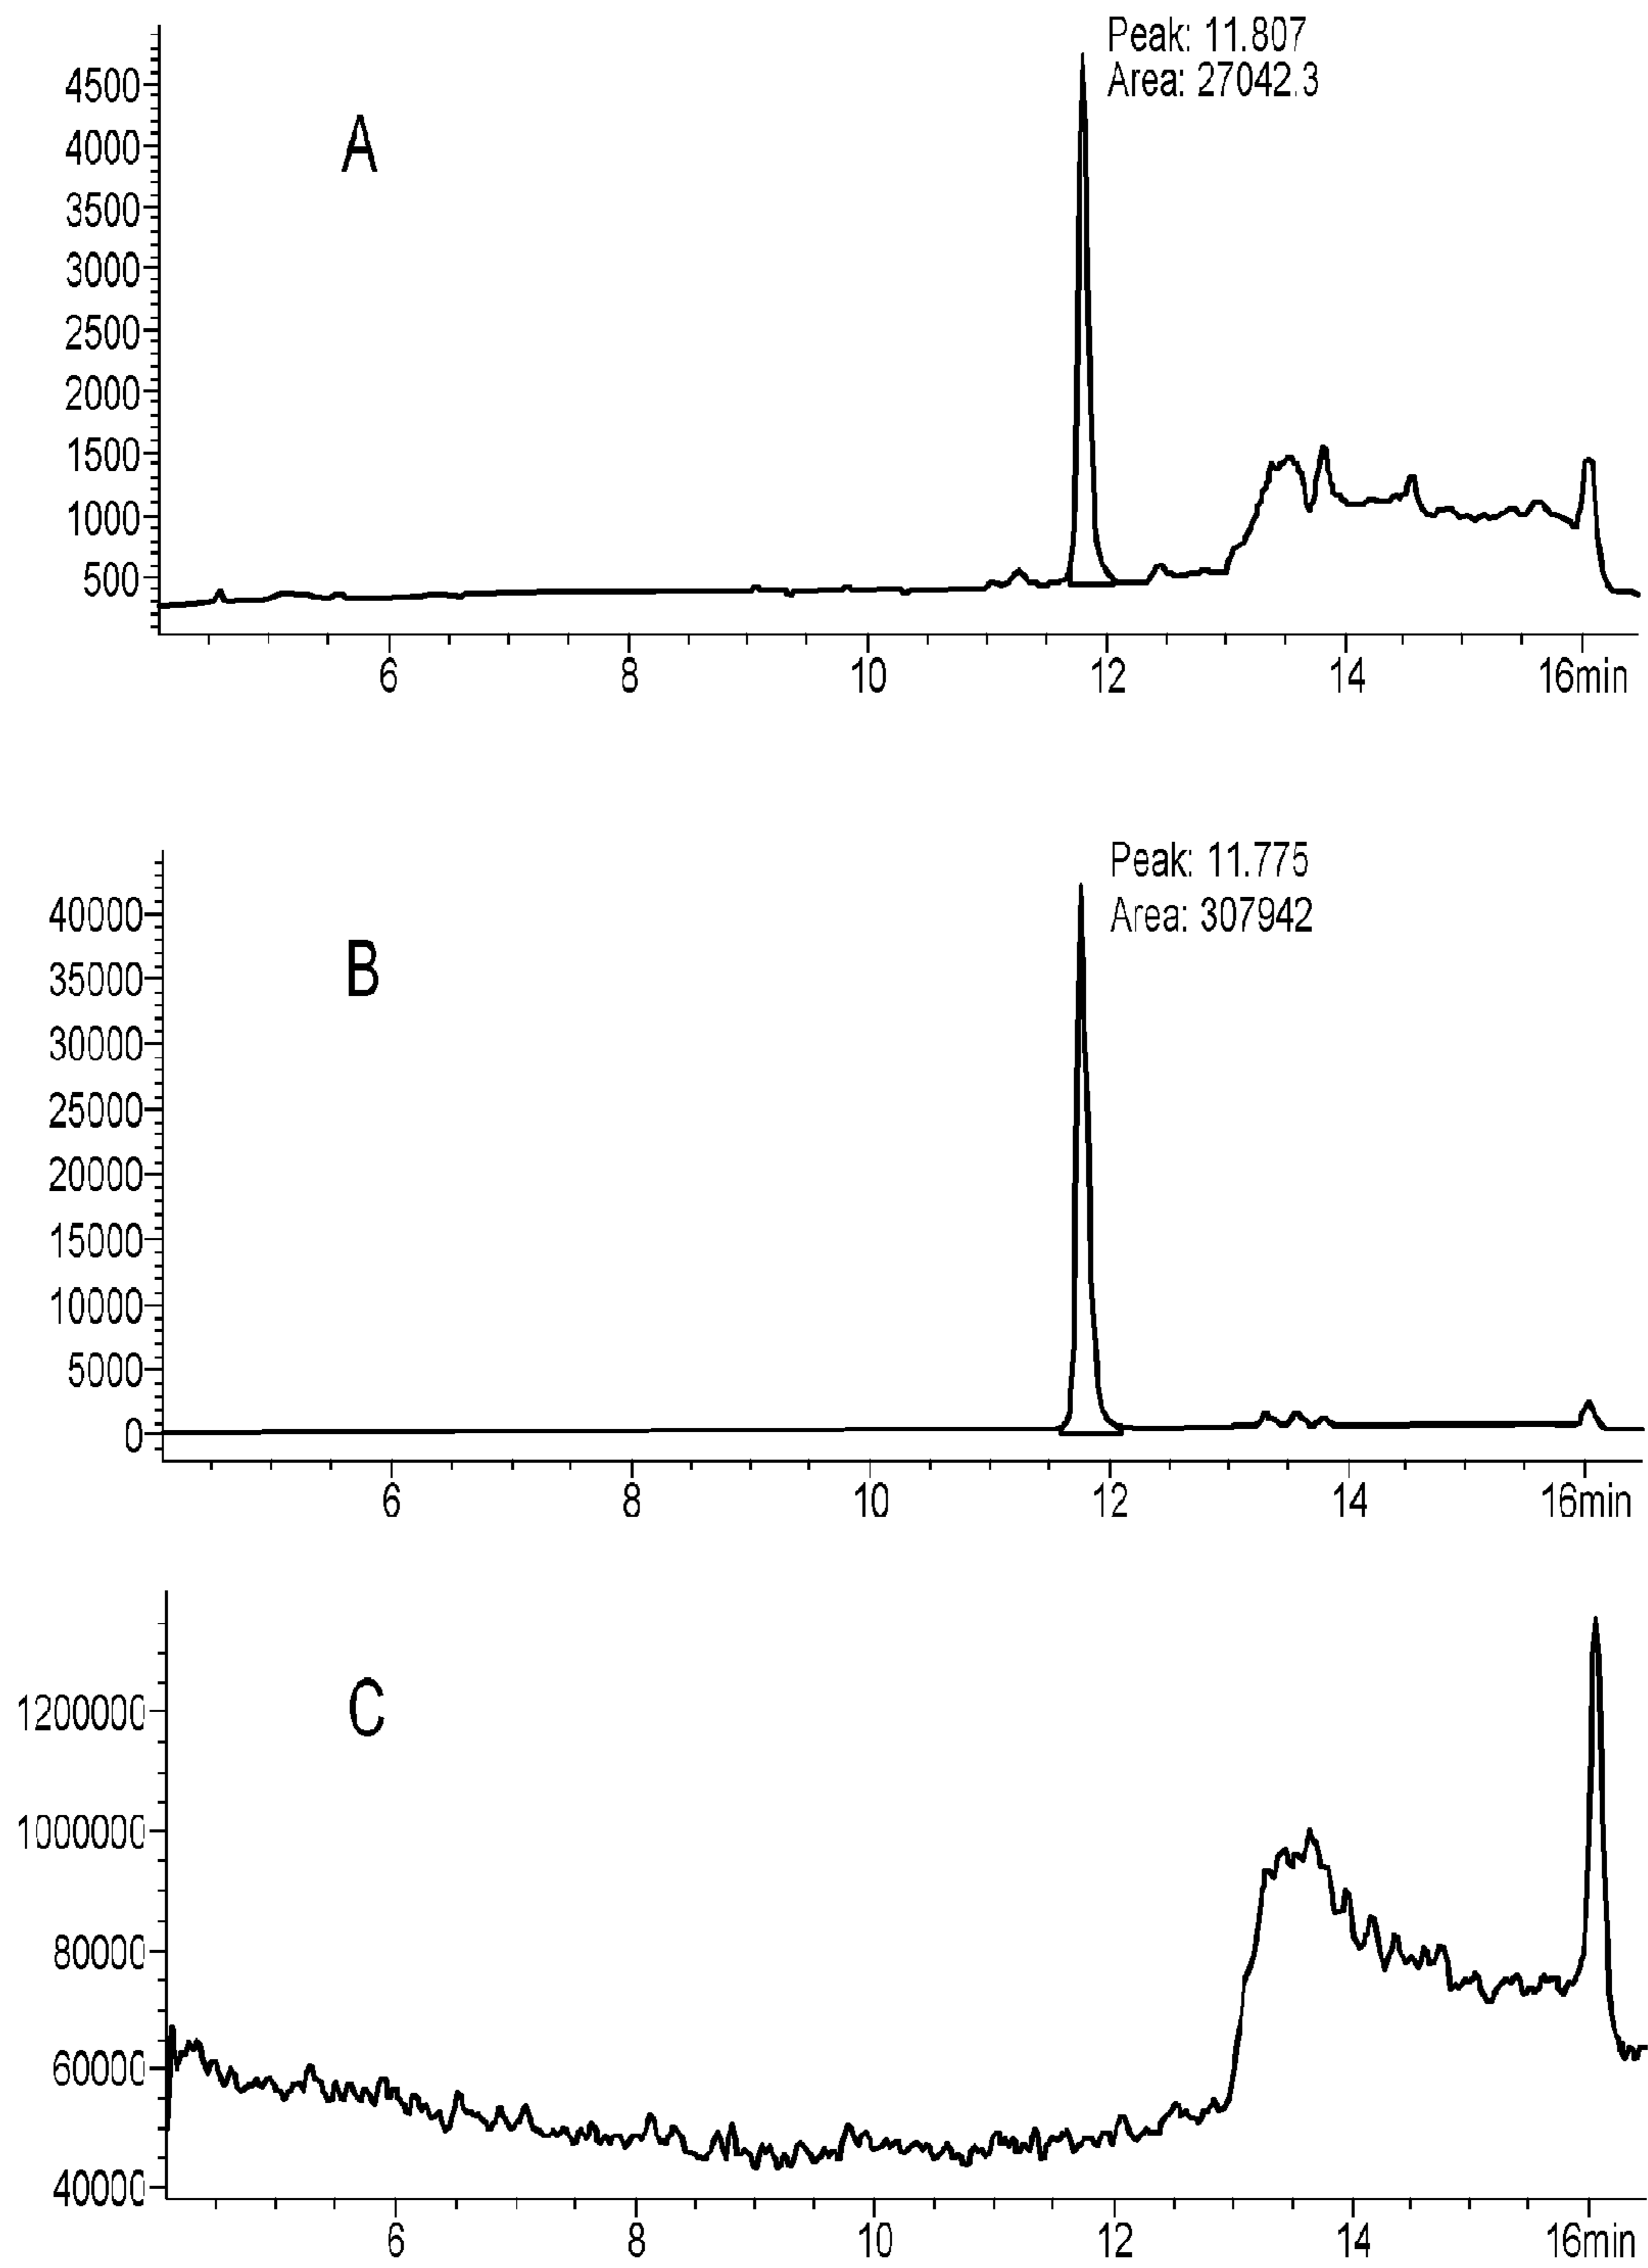 Peak: 11.807
Area: 27042.3
A
4500
4000
3500
3000
2500
2000
1500
1000
500
6 8 10 12 14 16min
Peak: 11.775
Area: 307942
B
40000
35000
30000
25000
20000
15000
10000
5000
0
6 8 10 12 14 16min
C
1200000
1000000
80000
60000
40000
6 8 10 12 14 16min